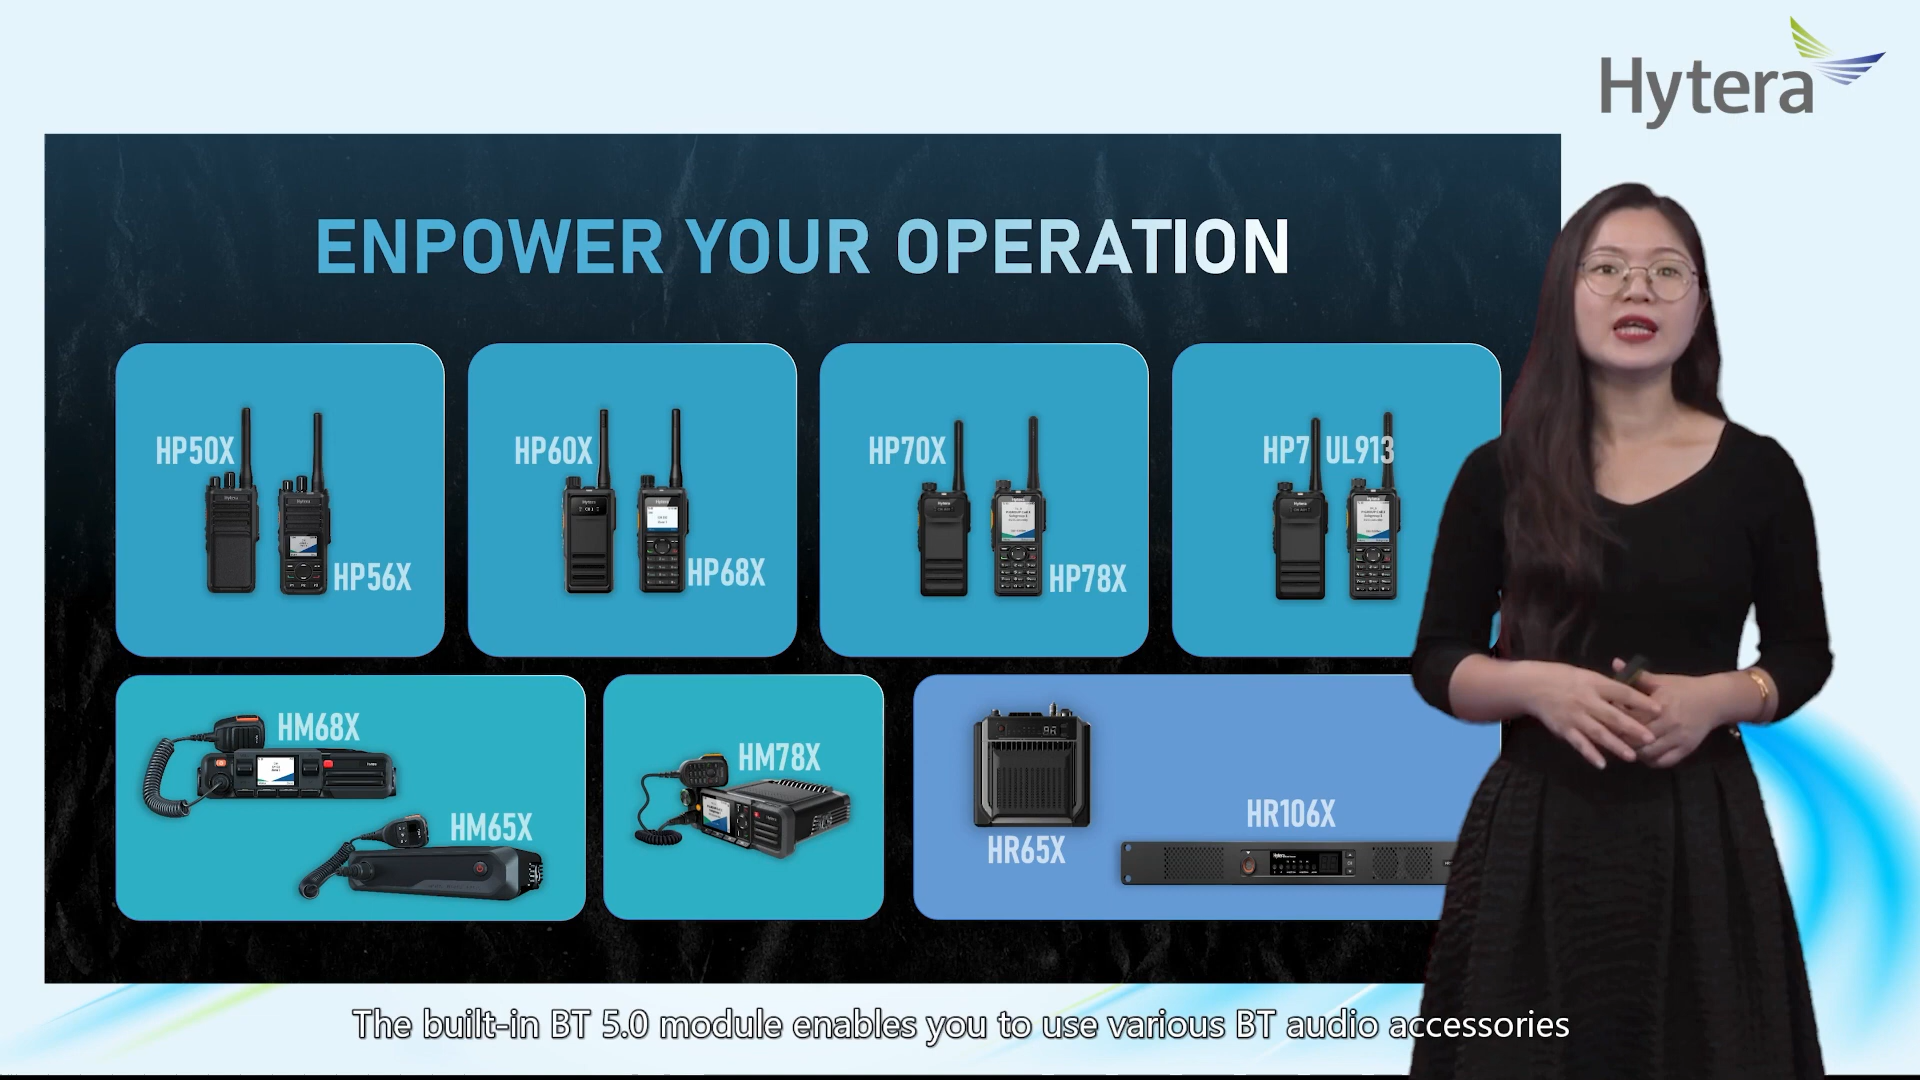 Hytera
ENPOWER YOUR OPERATION
HP50X
HP56X
HP60X
HP68X
HP70X
HP78X
HP7 UL913
HM68X
HM65X
HM78X
HR65X
HR106X
The built-in BT 5.0 module enables you to use various BT audio accessories